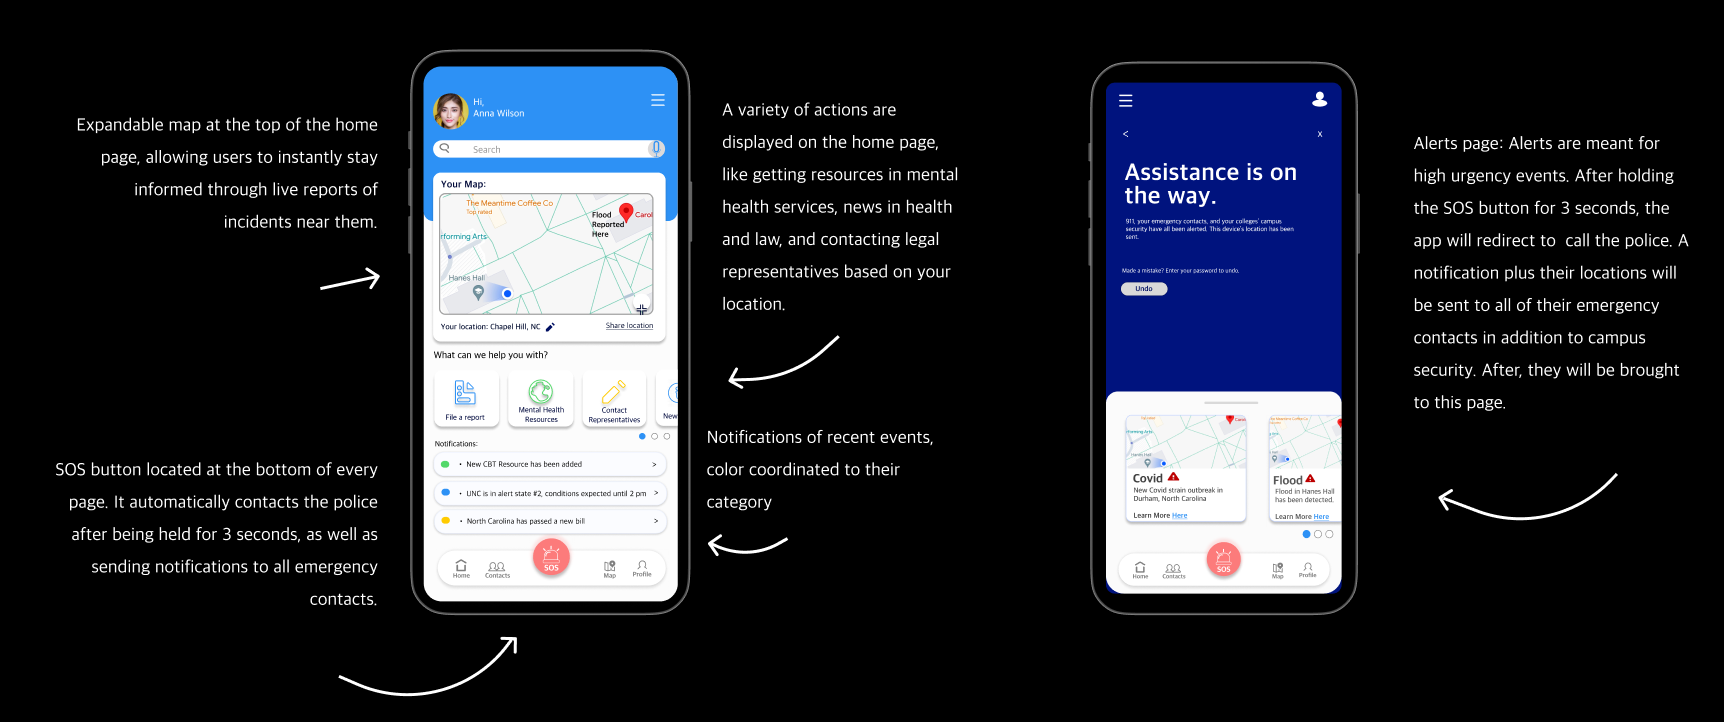 Expandable map at the top of the home
page, allowing users to instantly stay
informed through live reports of
incidents near them.
SOS button located at the bottom of every
page. It automatically contacts the police
after being held for 3 seconds, as well as
sending notifications to all emergency
contacts.
Hi,
Anna Wilson
Search
Your Map:
The Meantime Coffee Co
Top rated
Flood
Reported
Here
Carol
rforming Arts
Hanes Hall
Your location: Chapel Hill, NC
Share location
What can we help you with?
File a report
Mental Health
Resources
Contact
Representatives
New
Notifications:
• New CBT Resource has been added >
• UNC is in alert state #2, conditions expected until 2 pm >
• North Carolina has passed a new bill >
Home
Contacts
SOS
Map
Profile
A variety of actions are
displayed on the home page,
like getting resources in mental
health services, news in health
and law, and contacting legal
representatives based on your
location.
Notifications of recent events,
color coordinated to their
category
< x
Assistance is on
the way.
911, your emergency contacts, and your colleges' campus
security have all been alerted. This device's location has been
sent.
Made a mistake? Enter your password to undo.
Undo
Covid
New Covid strain outbreak in
Durham, North Carolina
Learn More Here
Flood
Flood in Hanes Hall
has been detected.
Learn More Here
Home
Contacts
SOS
Map
Profile
Alerts page: Alerts are meant for
high urgency events. After holding
the SOS button for 3 seconds, the
app will redirect to  call the police. A
notification plus their locations will
be sent to all of their emergency
contacts in addition to campus
security. After, they will be brought
to this page.